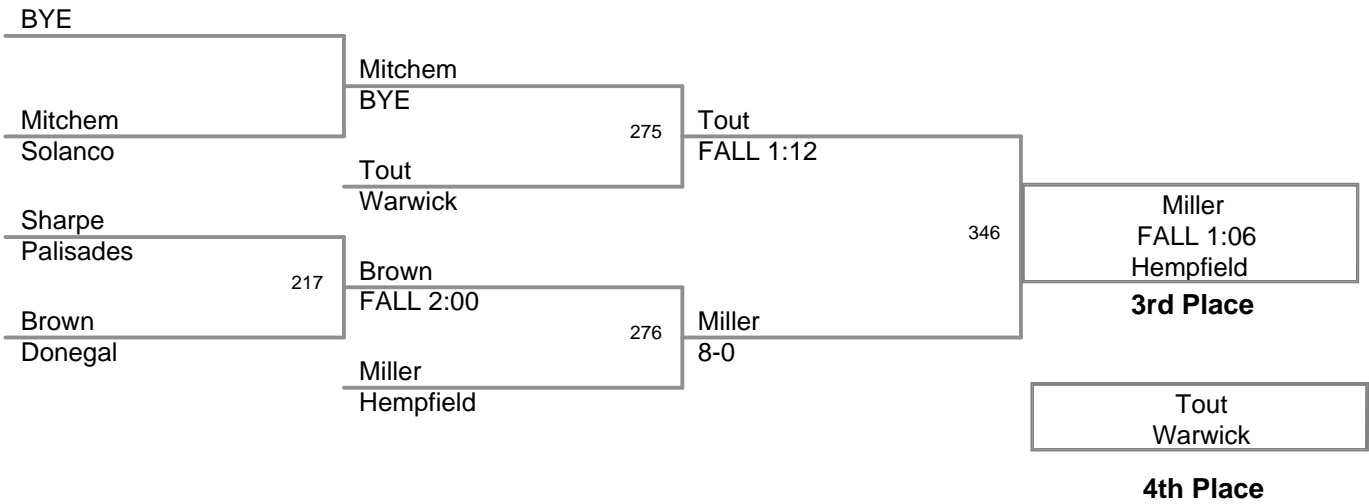 BYE
Mitchem
BYE
Mitchem
Solanco
275
Tout
FALL 1:12
Tout
Warwick
Sharpe
Palisades
346
Miller
FALL 1:06
Hempfield
217
Brown
FALL 2:00
3rd Place
Brown
Donegal
276
Miller
8-0
Miller
Hempfield
Tout
Warwick
4th Place